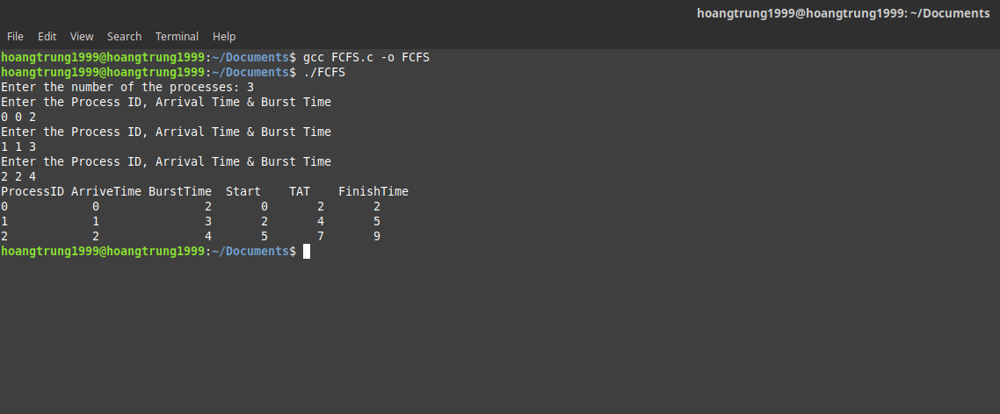 hoangtrung1999@hoangtrung1999: ~/Documents
File Edit View Search Terminal Help
hoangtrung1999@hoangtrung1999:~/Documents$ gcc FCFS.c -o FCFS
hoangtrung1999@hoangtrung1999:~/Documents$ ./FCFS
Enter the number of the processes: 3
Enter the Process ID, Arrival Time & Burst Time
0 0 2
Enter the Process ID, Arrival Time & Burst Time
1 1 3
Enter the Process ID, Arrival Time & Burst Time
2 2 4
ProcessID ArriveTime BurstTime  Start    TAT    FinishTime
0            0               2       0       2       2
1            1               3       2       4       5
2            2               4       5       7       9
hoangtrung1999@hoangtrung1999:~/Documents$